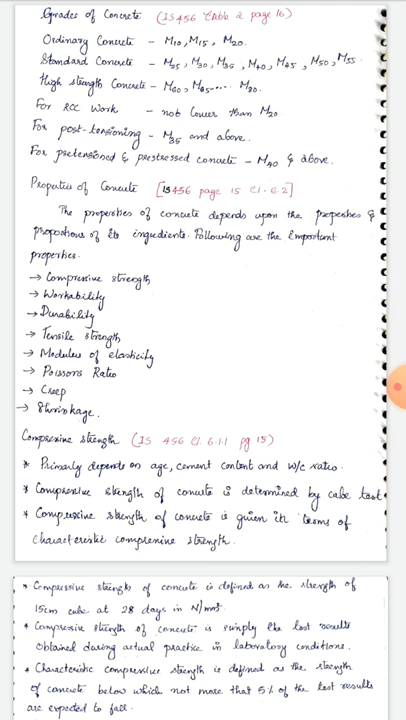 Grades of Concrete (IS456 table 2 page 16)
Ordinary Concrete - M10, M15, M20.
Standard Concrete - M25, M30, M35, M40, M45, M50, M55.
High strength Concrete - M60, M65.... M80.
For RCC Work - not lower than M20.
For post-tensioning - M35 and above.
For pretensioned & prestressed concrete - M40 & above.
Properties of Concrete [IS456 page 15 Cl. 6.2]
The properties of concrete depends upon the properties &
proportions of its ingredients. Following are the important
properties.
→ Compressive strength
→ Workability
→ Durability
→ Tensile strength
→ Modulus of elasticity
→ Poissons Ratio
→ Creep
→ Shrinkage.
Compressive strength (IS 456 Cl. 6.1.1 pg 15)
* Primarly depends on age, cement content and w/c ratio.
* Compressive strength of concrete is determined by cube test
* Compressive strength of concrete is given in terms of
characteristic compressive strength.
* Compressive strength of concrete is defined as the strength of
15cm cube at 28 days in N/mm².
* Compressive strength of concrete is simply the test results
obtained during actual practice in laboratory conditions.
* Characteristic compressive strength is defined as the strength
of concrete below which not more that 5% of the test results
are expected to fall.